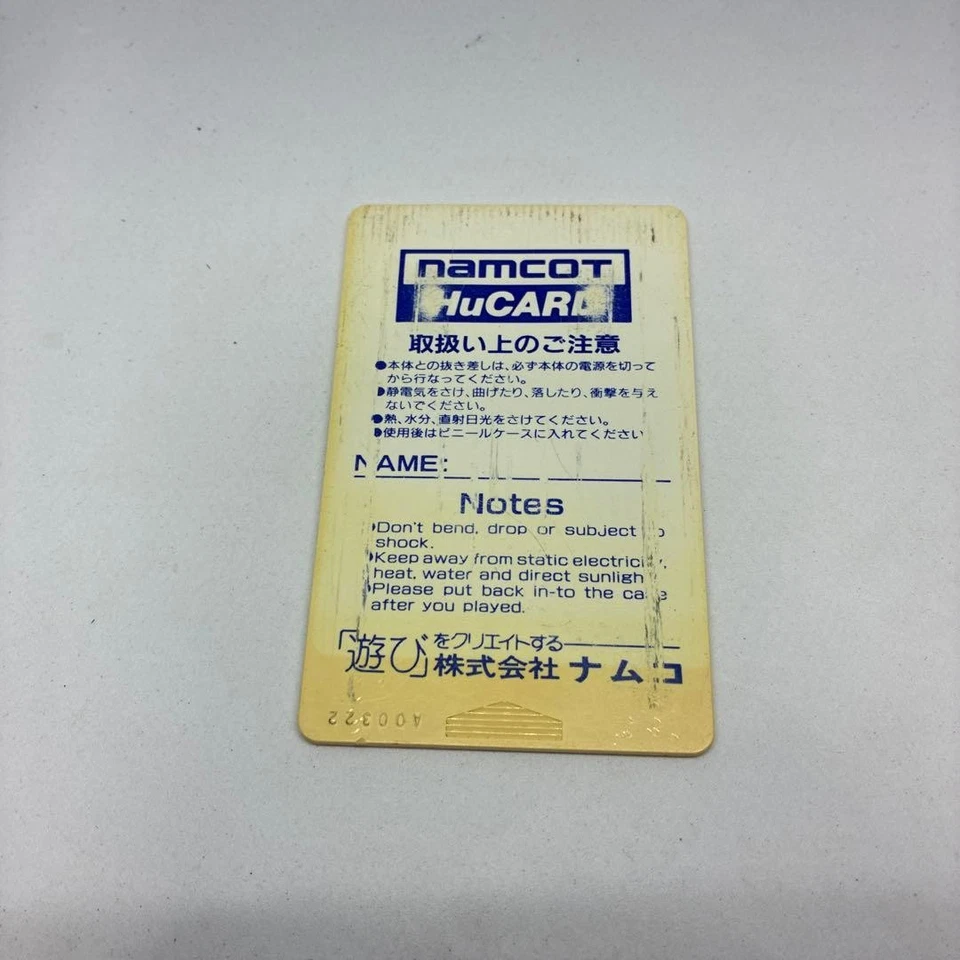 namcoT
HuCARD
取扱い上のご注意
●本体との抜き差しは、必ず本体の電源を切って
から行なってください。
●静電気をさけ、曲げたり、落したり、衝撃を与え
ないでください。
●熱、水分、直射日光をさけてください。
●使用後はビニールケースに入れてください
NAME:
Notes
●Don't bend, drop or subject to
shock.
●Keep away from static electricity,
heat, water and direct sunligh
●Please put back in-to the case
after you played.
「遊び」をクリエイトする
株式会社 ナムコ
A00322